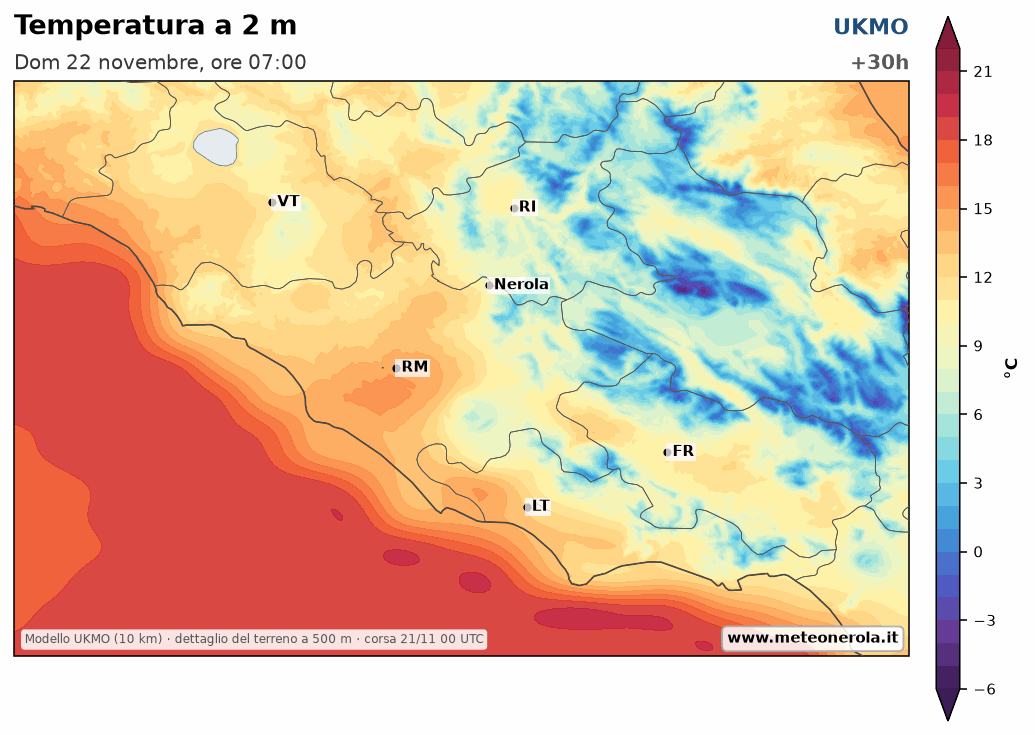 Temperatura a 2 m
UKMO
Dom 22 novembre, ore 07:00
+30h
21
18
15
12
9
6
3
0
−3
−6
°C
VT
RI
Nerola
RM
FR
LT
Modello UKMO (10 km) · dettaglio del terreno a 500 m · corsa 21/11 00 UTC
www.meteonerola.it